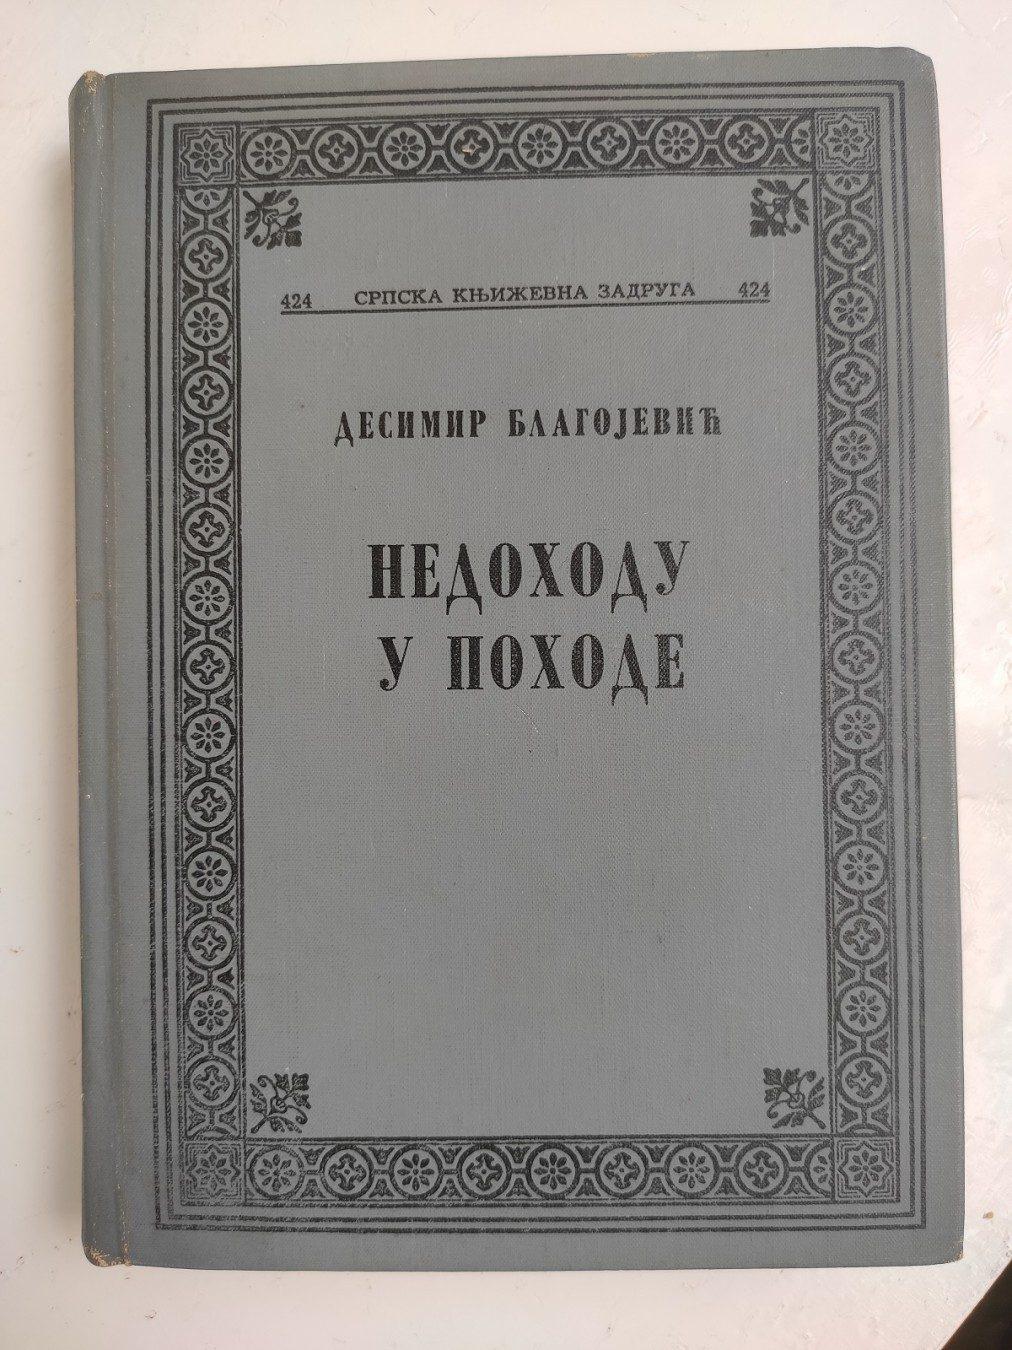 424 СРПСКА КЊИЖЕВНА ЗАДРУГА 424
ДЕСИМИР БЛАГОЈЕВИЋ
НЕДОХОДУ
У ПОХОДЕ